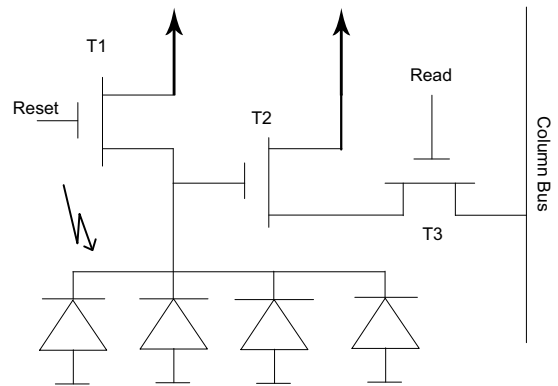 T1
Reset
T2
Read
T3
Column Bus